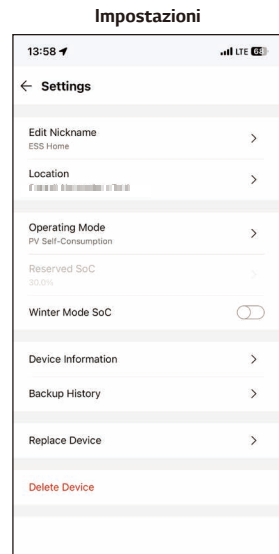 Impostazioni
13:58
LTE 68
← Settings
Edit Nickname
ESS Home
Location
Operating Mode
PV Self-Consumption
Reserved SoC
30.0%
Winter Mode SoC
Device Information
Backup History
Replace Device
Delete Device